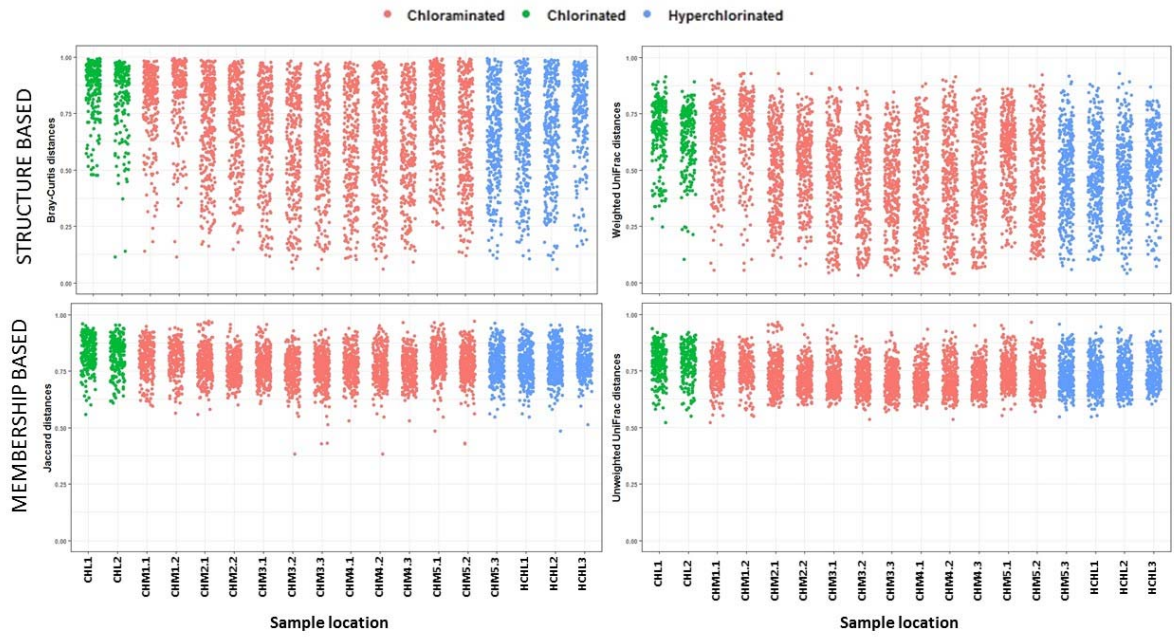 Chloraminated Chlorinated Hyperchlorinated
STRUCTURE BASED
Bray-Curtis distances
1.00
0.75
0.50
0.25
0.00
Weighted UniFrac distances
1.00
0.75
0.50
0.25
0.00
MEMBERSHIP BASED
Jaccard distances
1.00
0.75
0.50
0.25
0.00
Unweighted UniFrac distances
1.00
0.75
0.50
0.25
0.00
CHL1 CHL2 CHM1.1 CHM1.2 CHM2.1 CHM2.2 CHM3.1 CHM3.2 CHM3.3 CHM4.1 CHM4.2 CHM4.3 CHM5.1 CHM5.2 CHM5.3 HCHL1 HCHL2 HCHL3
CHL1 CHL2 CHM1.1 CHM1.2 CHM2.1 CHM2.2 CHM3.1 CHM3.2 CHM3.3 CHM4.1 CHM4.2 CHM4.3 CHM5.1 CHM5.2 CHM5.3 HCHL1 HCHL2 HCHL3
Sample location
Sample location